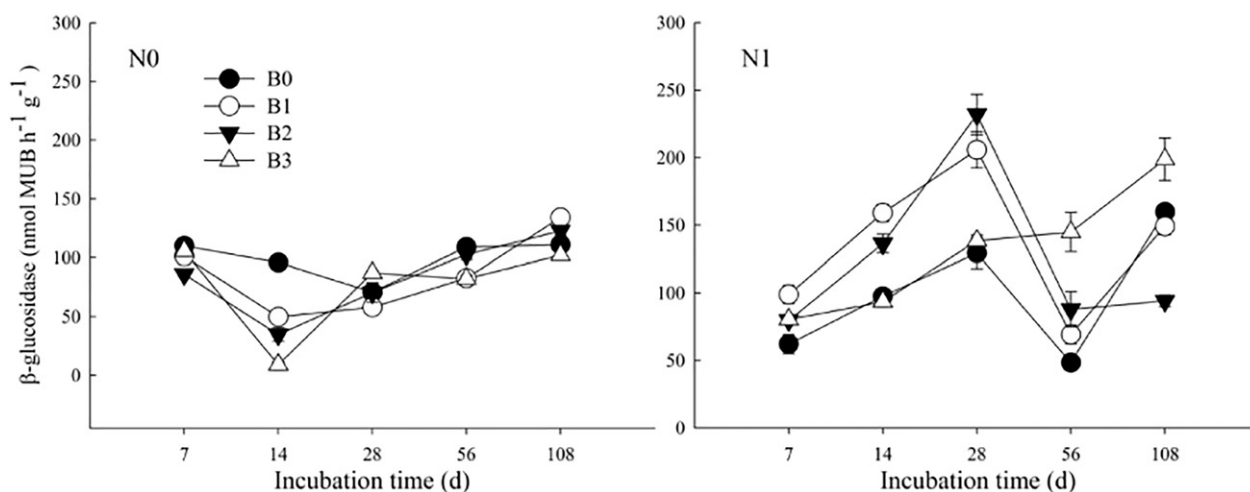 β-glucosidase (nmol MUB h⁻¹ g⁻¹)
300
250
200
150
100
50
0
N0
B0
B1
B2
B3
7 14 28 56 108
Incubation time (d)
300
250
200
150
100
50
0
N1
7 14 28 56 108
Incubation time (d)